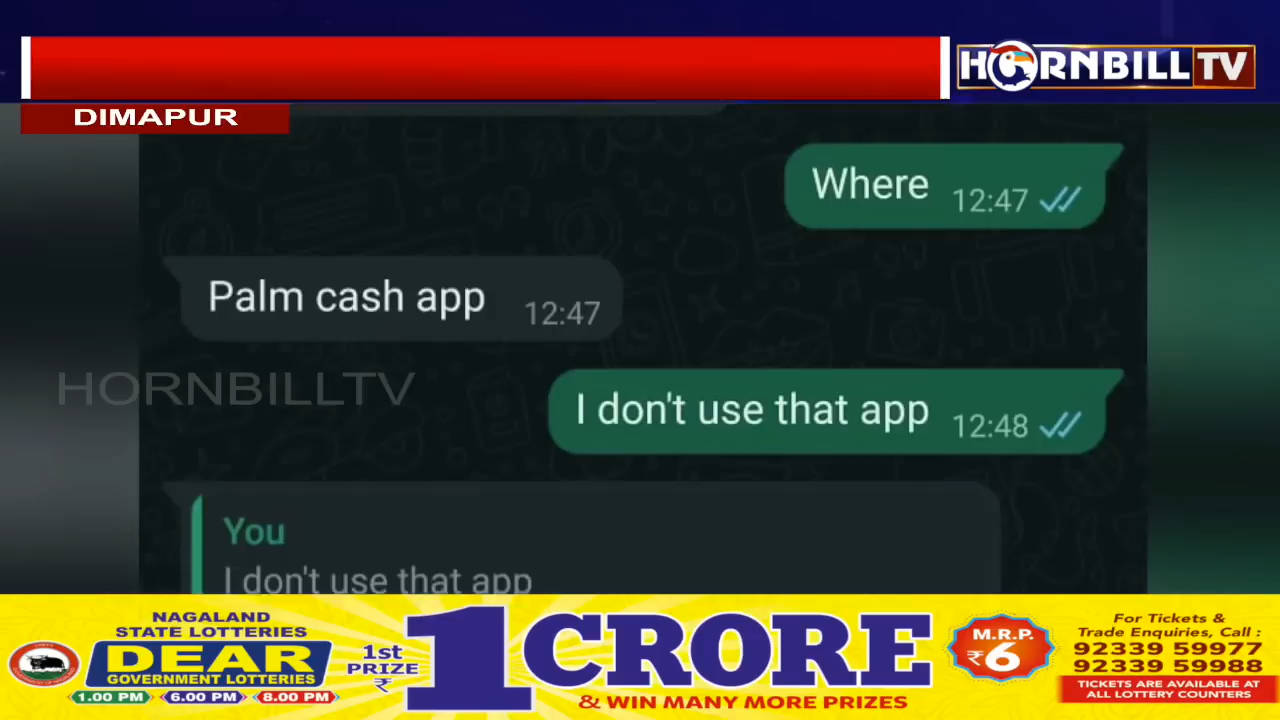 HORNBILL TV
DIMAPUR
Where 12:47
Palm cash app 12:47
HORNBILLTV
I don't use that app 12:48
You
I don't use that app
NAGALAND
STATE LOTTERIES
DEAR
GOVERNMENT LOTTERIES
1.00 PM 6.00 PM 8.00 PM
1st
PRIZE
₹
1 CRORE
& WIN MANY MORE PRIZES
M.R.P.
₹6
For Tickets &
Trade Enquiries, Call :
92339 59977
92339 59988
TICKETS ARE AVAILABLE AT
ALL LOTTERY COUNTERS